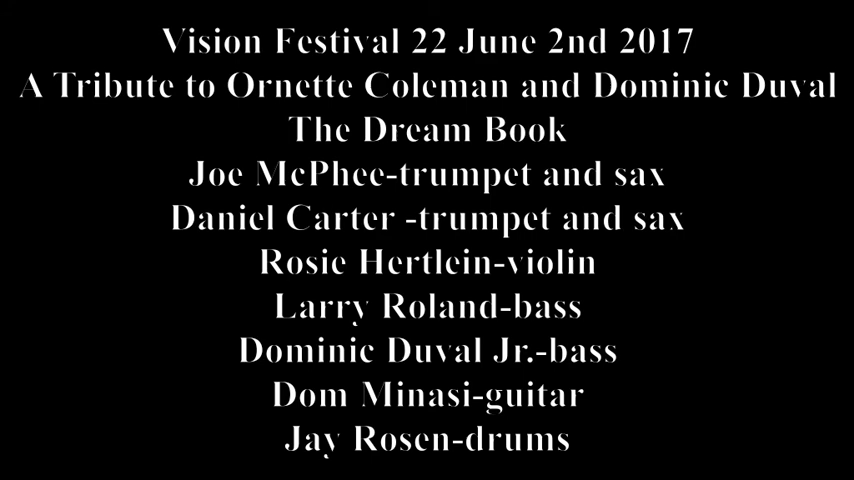 Vision Festival 22 June 2nd 2017
A Tribute to Ornette Coleman and Dominic Duval
The Dream Book
Joe McPhee-trumpet and sax
Daniel Carter -trumpet and sax
Rosie Hertlein-violin
Larry Roland-bass
Dominic Duval Jr.-bass
Dom Minasi-guitar
Jay Rosen-drums